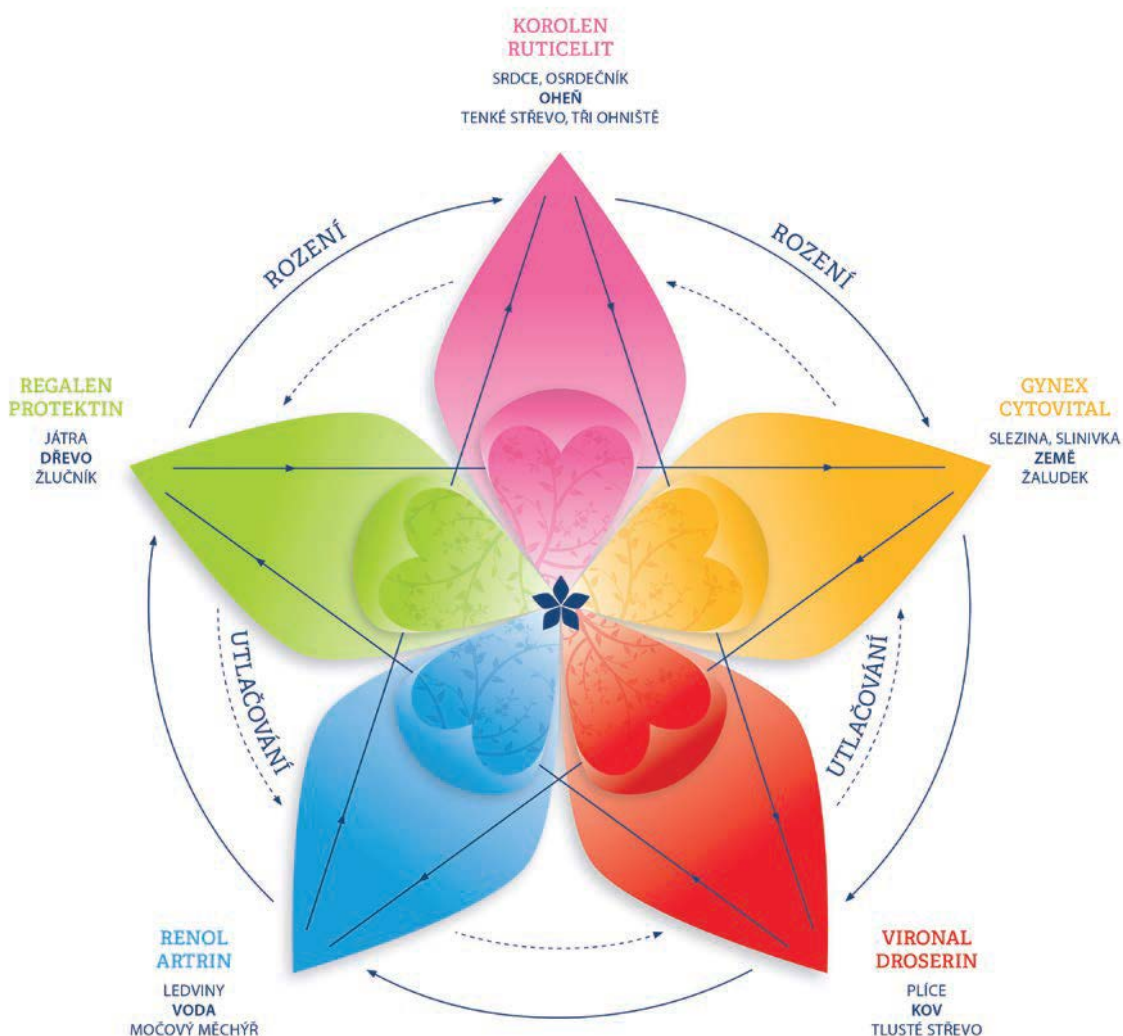 KOROLEN
RUTICELIT
SRDCE, OSRDEČNÍK
OHEŇ
TENKÉ STŘEVO, TŘI OHNIŠTĚ
ROZENÍ
ROZENÍ
REGALEN
PROTEKTIN
JÁTRA
DŘEVO
ŽLUČNÍK
GYNEX
CYTOVITAL
SLEZINA, SLINIVKA
ZEMĚ
ŽALUDEK
UTLAČOVÁNÍ
UTLAČOVÁNÍ
RENOL
ARTRIN
LEDVINY
VODA
MOČOVÝ MĚCHÝŘ
VIRONAL
DROSERIN
PLÍCE
KOV
TLUSTÉ STŘEVO